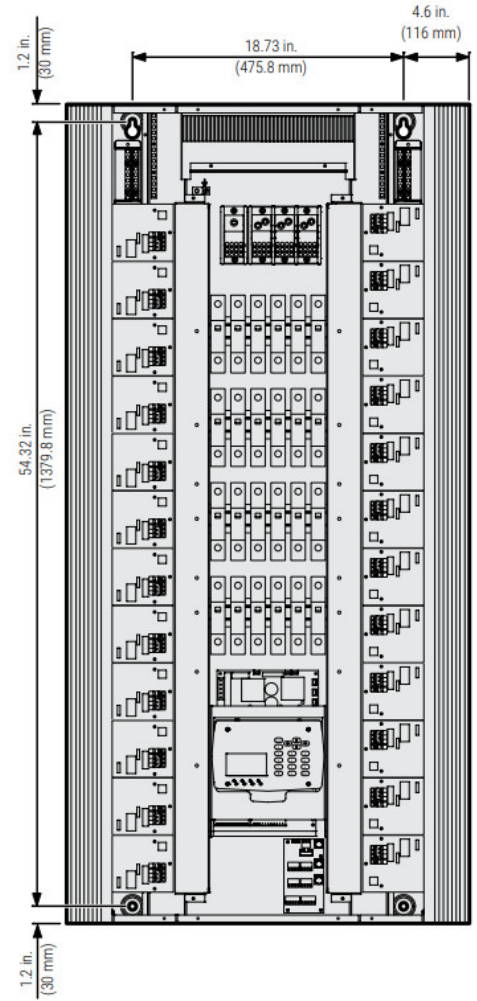 4.6 in.
(116 mm)
18.73 in.
(475.8 mm)
1.2 in.
(30 mm)
54.32 in.
(1379.8 mm)
1.2 in.
(30 mm)